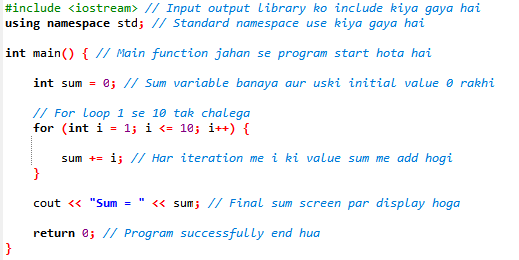 #include <iostream> // Input output library ko include kiya gaya hai
using namespace std; // Standard namespace use kiya gaya hai
int main() { // Main function jahan se program start hota hai
int sum = 0; // Sum variable banaya aur uski initial value 0 rakhi
// For loop 1 se 10 tak chalega
for (int i = 1; i <= 10; i++) {
sum += i; // Har iteration me i ki value sum me add hogi
}
cout << "Sum = " << sum; // Final sum screen par display hoga
return 0; // Program successfully end hua
}